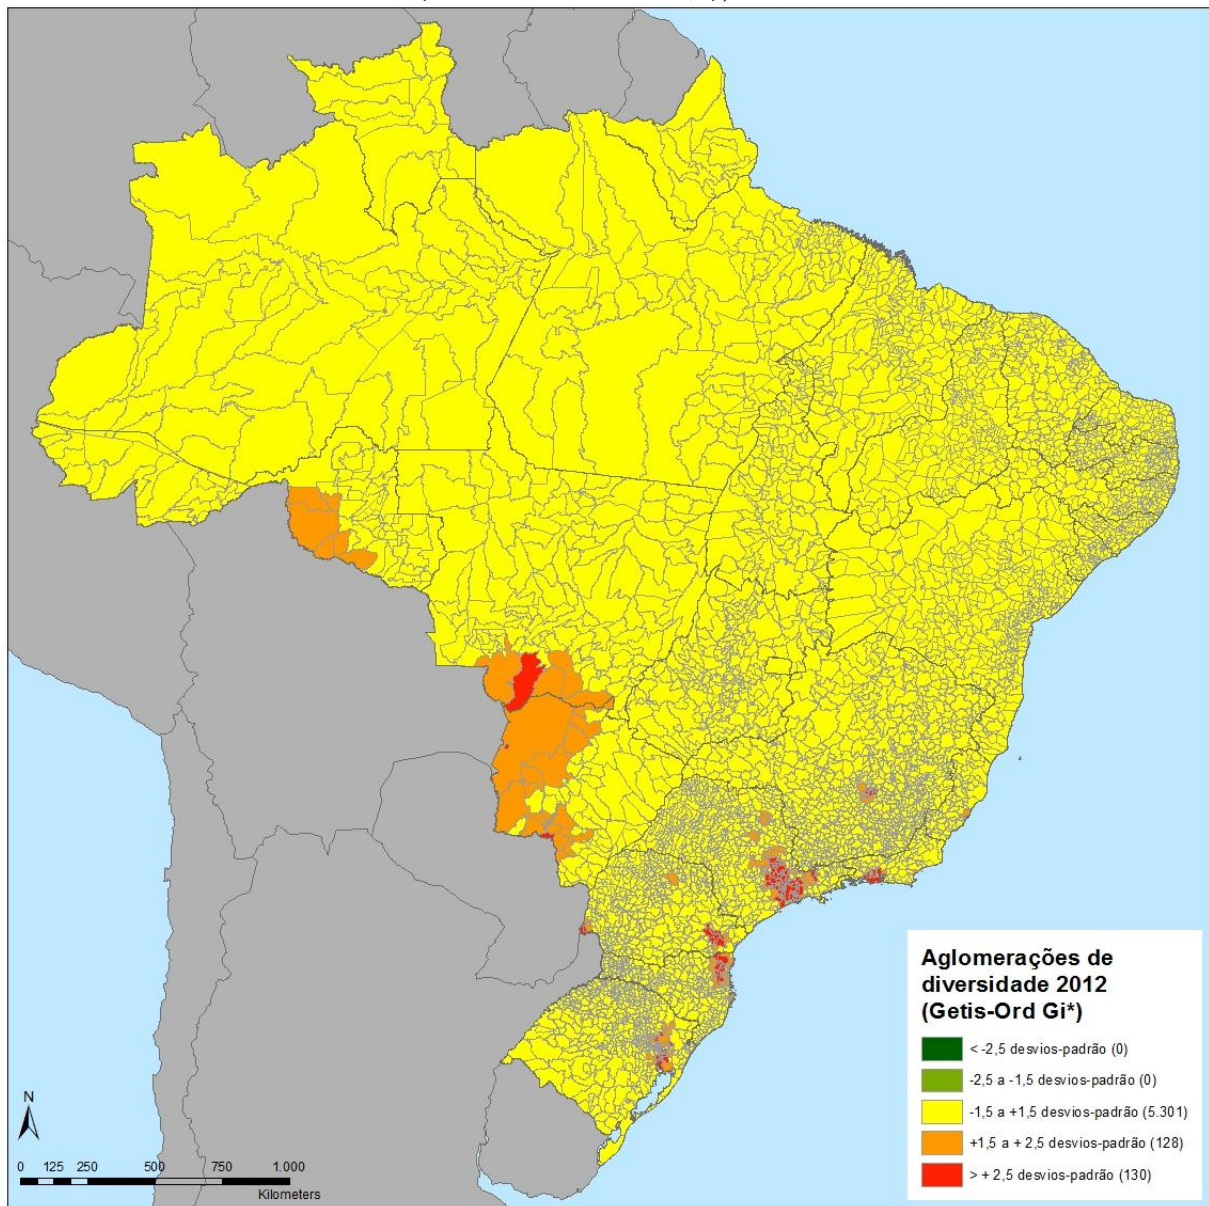 Aglomerações de
diversidade 2012
(Getis-Ord Gi*)
< -2,5 desvios-padrão (0)
-2,5 a -1,5 desvios-padrão (0)
-1,5 a +1,5 desvios-padrão (5.301)
+1,5 a + 2,5 desvios-padrão (128)
> + 2,5 desvios-padrão (130)
N
0 125 250 500 750 1.000
Kilometers